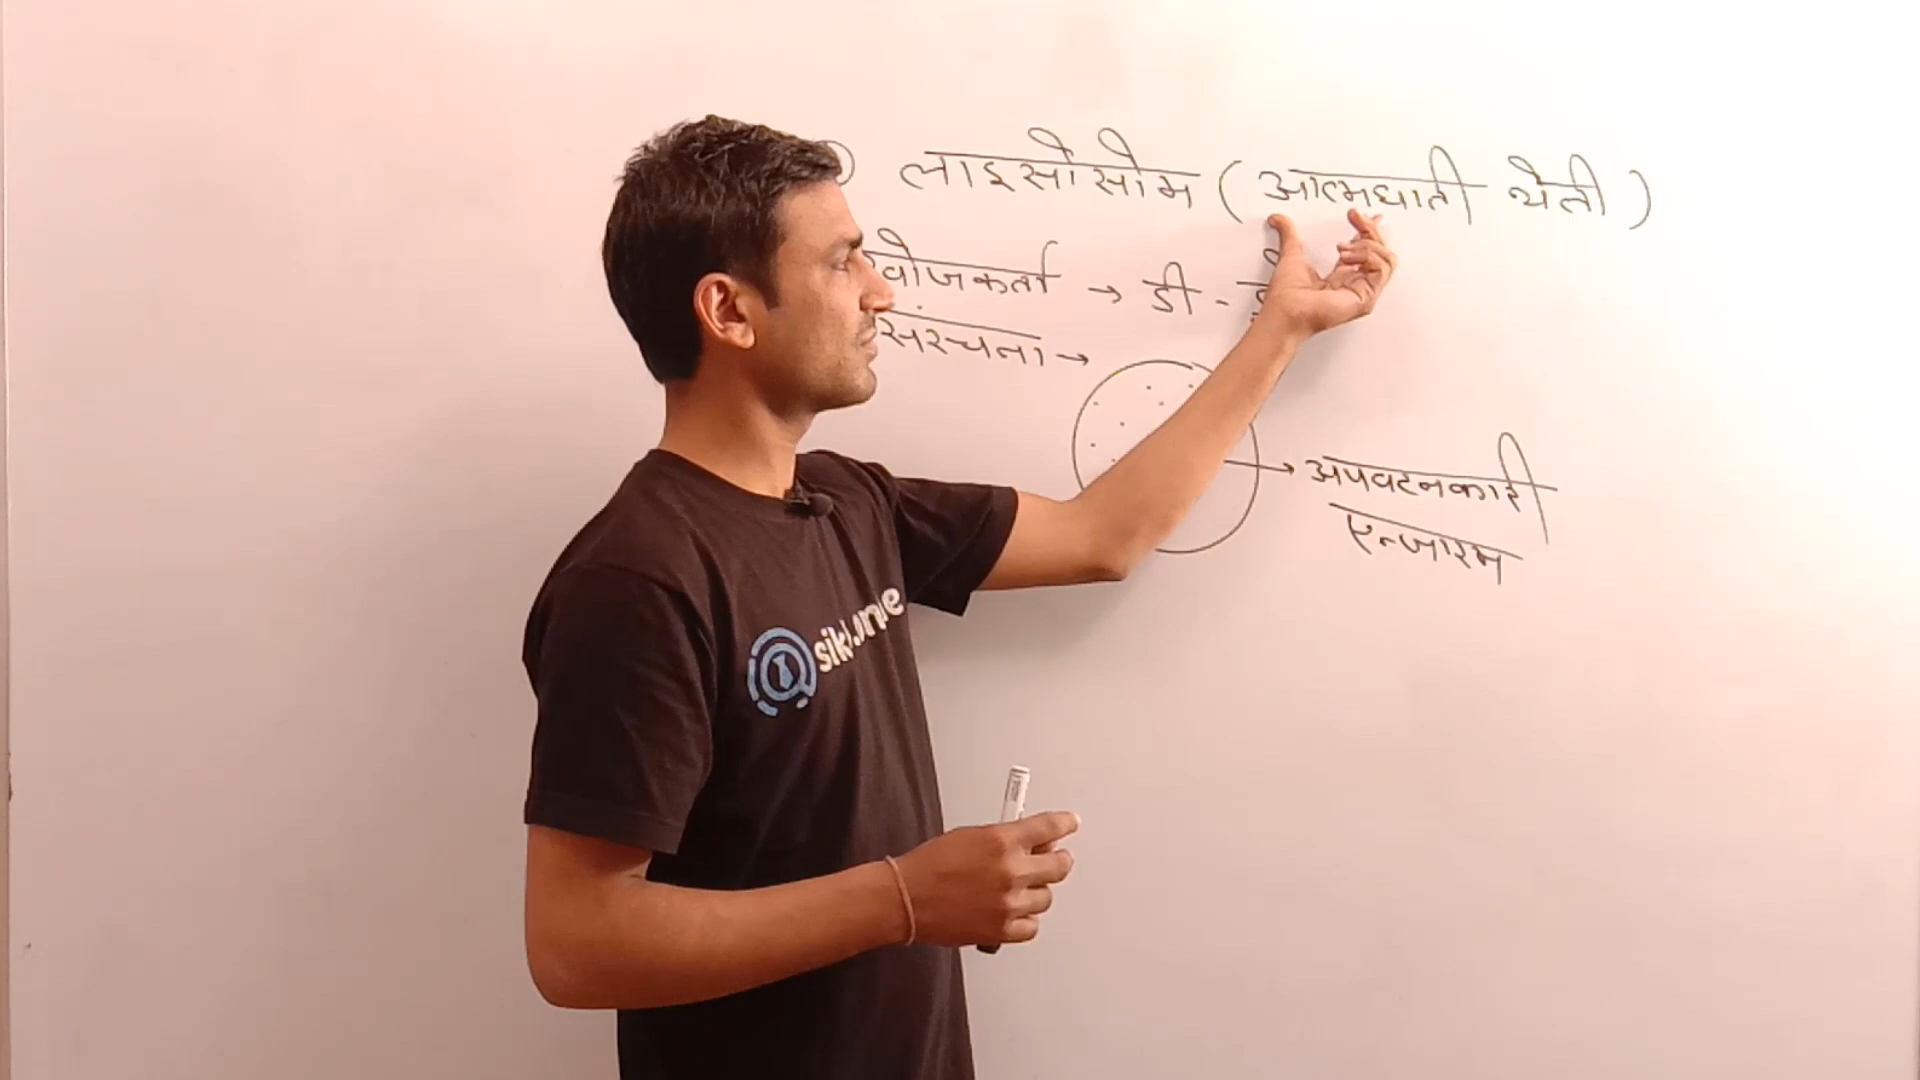 लाइसोसोम ( आत्मघाती थैली )
खोजकर्ता → डी -
संरचना →
→ अपघटनकारी
एन्जाइम